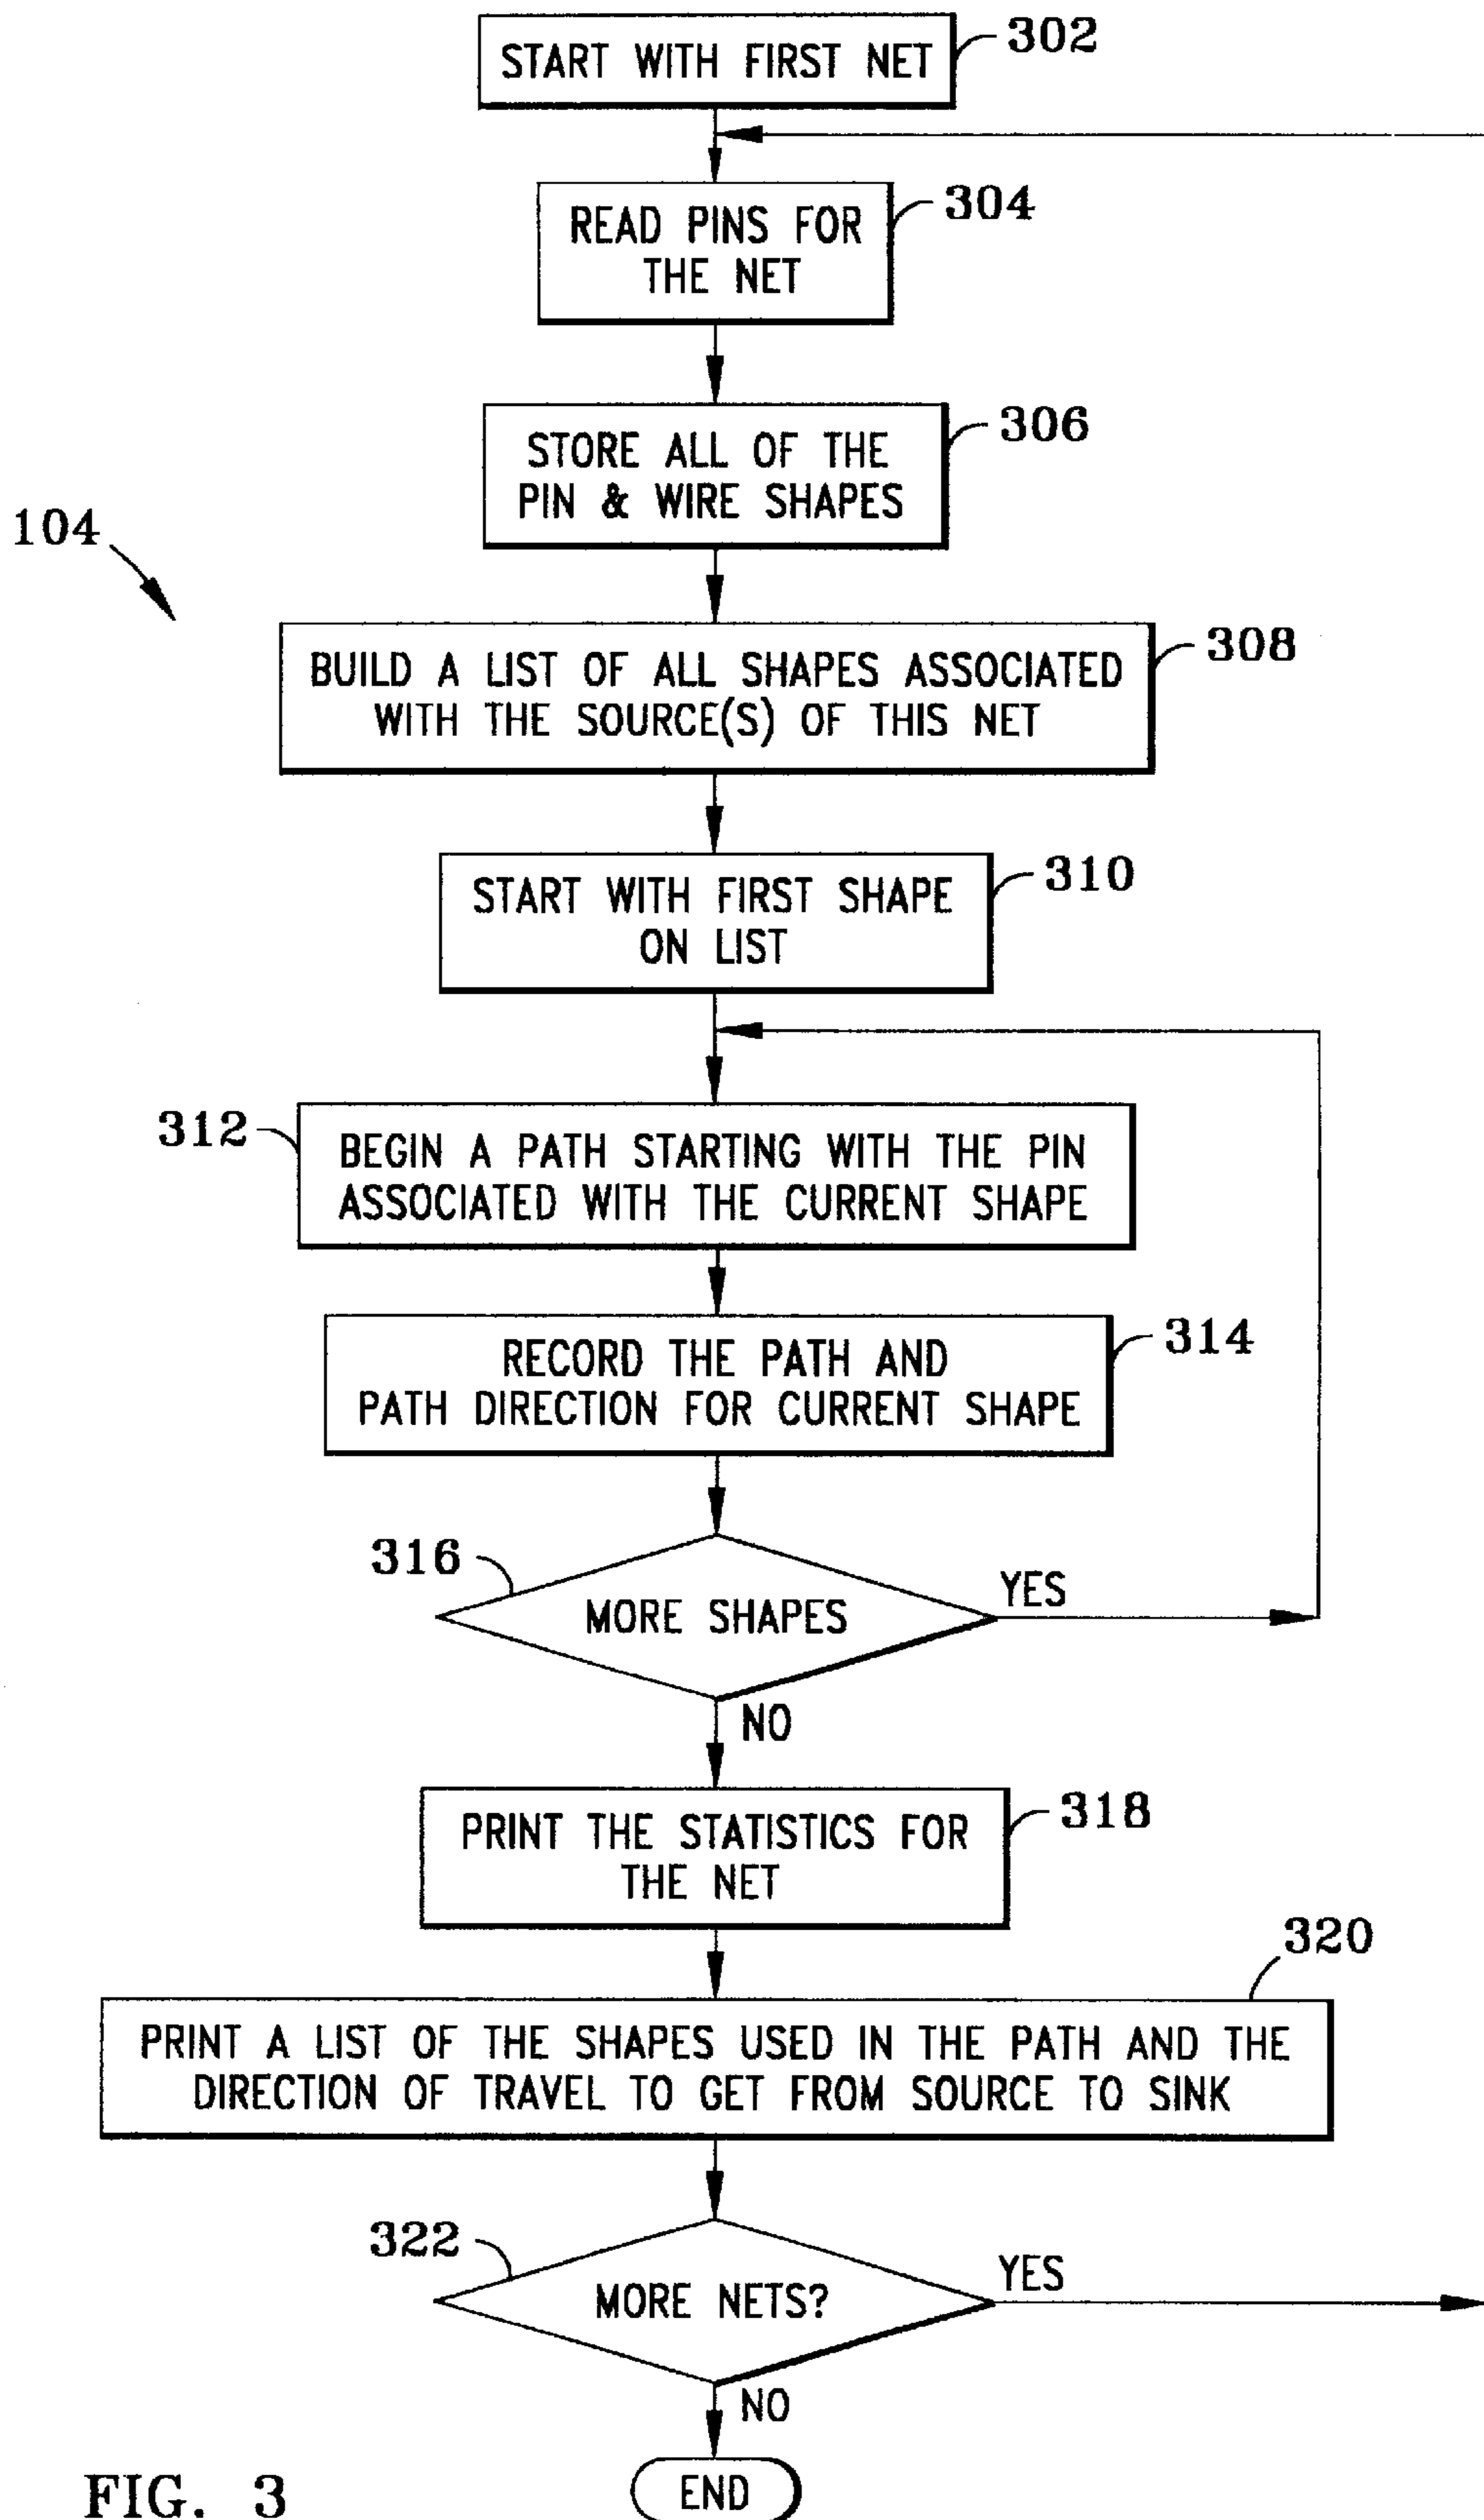 START WITH FIRST NET
302
READ PINS FOR
THE NET
304
STORE ALL OF THE
PIN & WIRE SHAPES
306
104
BUILD A LIST OF ALL SHAPES ASSOCIATED
WITH THE SOURCE(S) OF THIS NET
308
START WITH FIRST SHAPE
ON LIST
310
312
BEGIN A PATH STARTING WITH THE PIN
ASSOCIATED WITH THE CURRENT SHAPE
RECORD THE PATH AND
PATH DIRECTION FOR CURRENT SHAPE
314
316
MORE SHAPES
YES
NO
PRINT THE STATISTICS FOR
THE NET
318
320
PRINT A LIST OF THE SHAPES USED IN THE PATH AND THE
DIRECTION OF TRAVEL TO GET FROM SOURCE TO SINK
322
MORE NETS?
YES
NO
END
FIG. 3